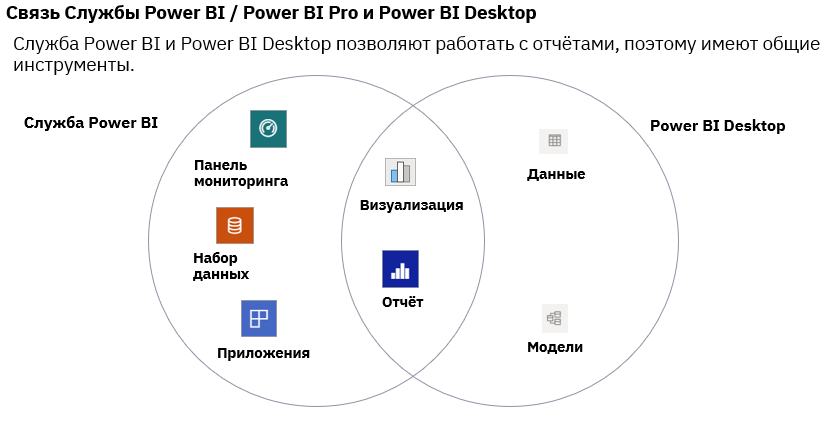 Связь Службы Power BI / Power BI Pro и Power BI Desktop
Служба Power BI и Power BI Desktop позволяют работать с отчётами, поэтому имеют общие
инструменты.
Служба Power BI
Power BI Desktop
Панель
мониторинга
Визуализация
Данные
Набор
данных
Отчёт
Приложения
Модели